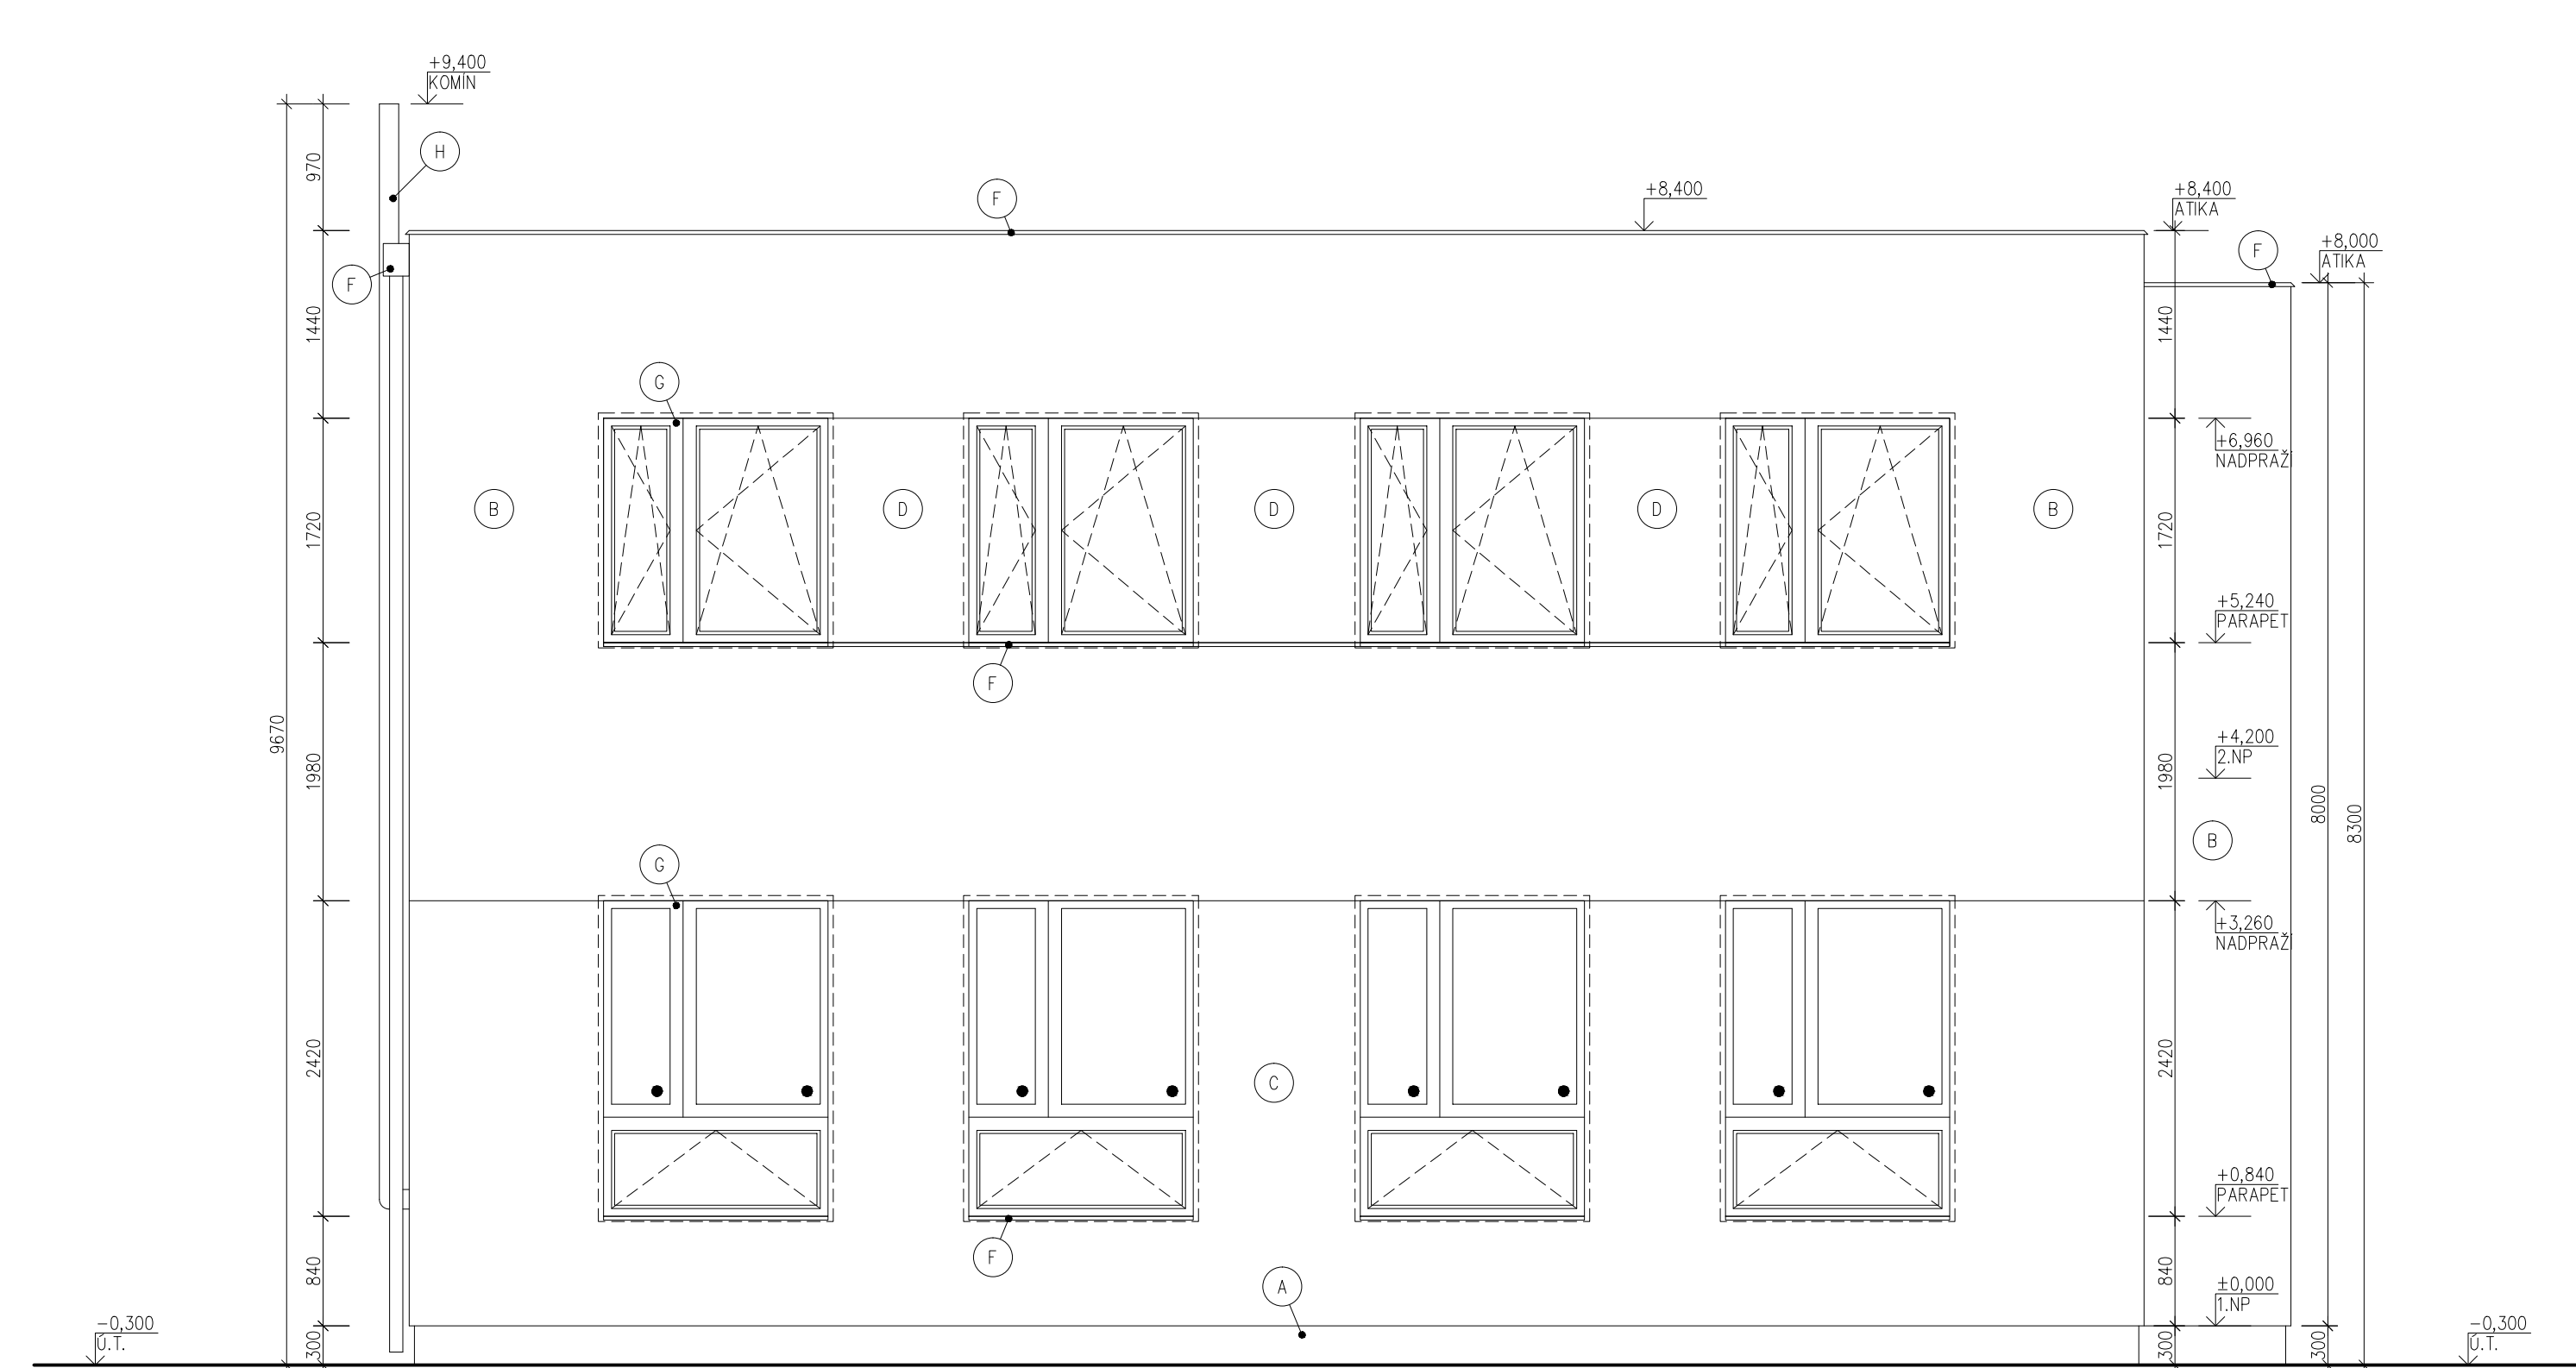 +9,400
KOMÍN
H
F
+8,400
+8,400
ATIKA
F
+8,000
ATIKA
F
970
1440
1720
1980
2420
840
300
9670
G
B
D
D
D
B
F
G
C
F
A
1440
1720
1980
2420
840
300
+6,960
NADPRAŽÍ
+5,240
PARAPET
+4,200
2.NP
B
+3,260
NADPRAŽÍ
+0,840
PARAPET
±0,000
1.NP
8000
8300
300
-0,300
Ú.T.
-0,300
Ú.T.